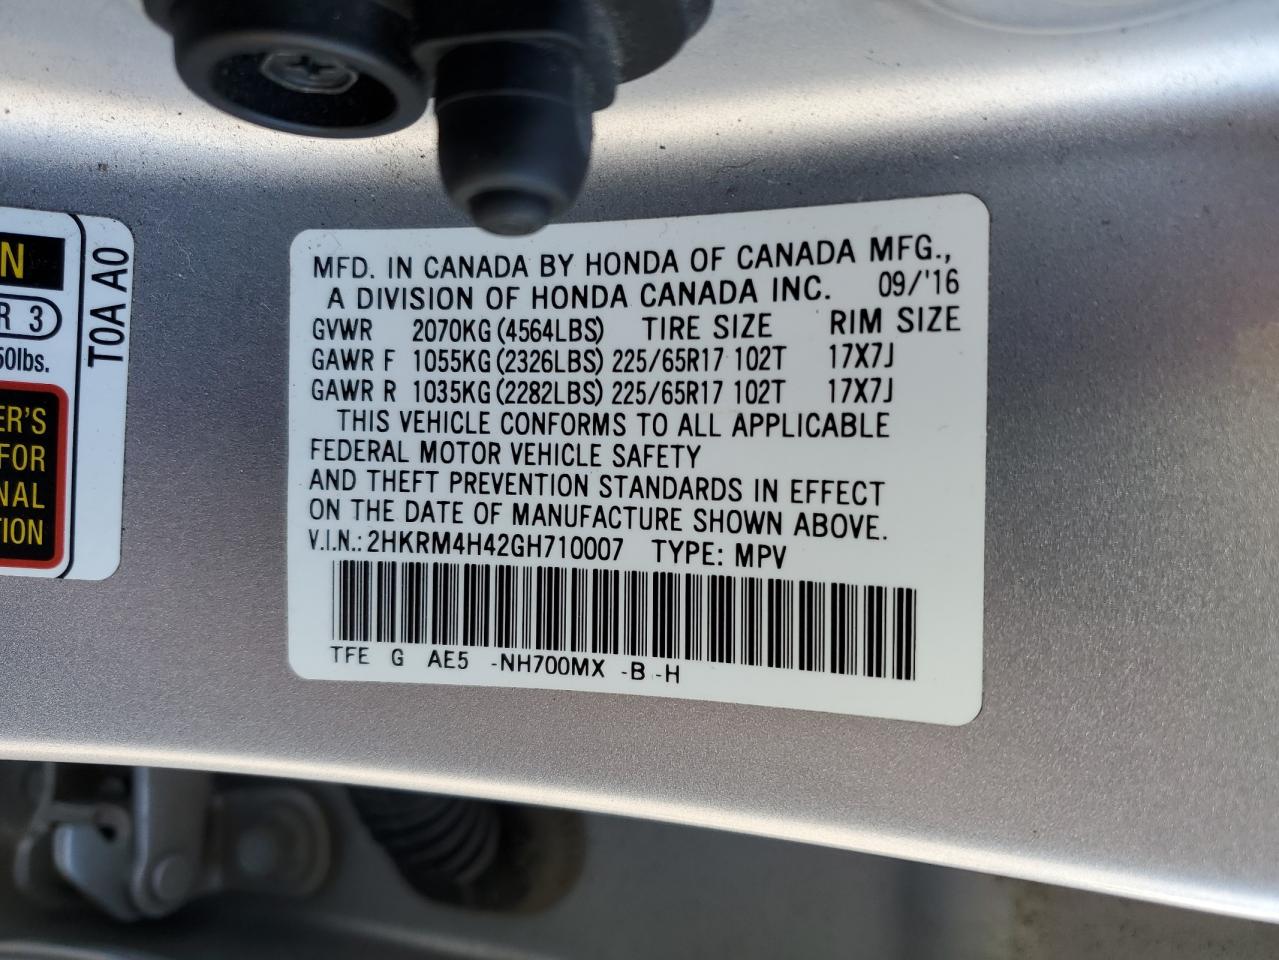 N
R 3
50lbs.
ER'S
FOR
NAL
TION
T0A A0
MFD. IN CANADA BY HONDA OF CANADA MFG.,
A DIVISION OF HONDA CANADA INC. 09/'16
GVWR 2070KG (4564LBS) TIRE SIZE RIM SIZE
GAWR F 1055KG (2326LBS) 225/65R17 102T 17X7J
GAWR R 1035KG (2282LBS) 225/65R17 102T 17X7J
THIS VEHICLE CONFORMS TO ALL APPLICABLE
FEDERAL MOTOR VEHICLE SAFETY
AND THEFT PREVENTION STANDARDS IN EFFECT
ON THE DATE OF MANUFACTURE SHOWN ABOVE.
V.I.N.: 2HKRM4H42GH710007 TYPE: MPV
TFE G AE5 -NH700MX -B -H